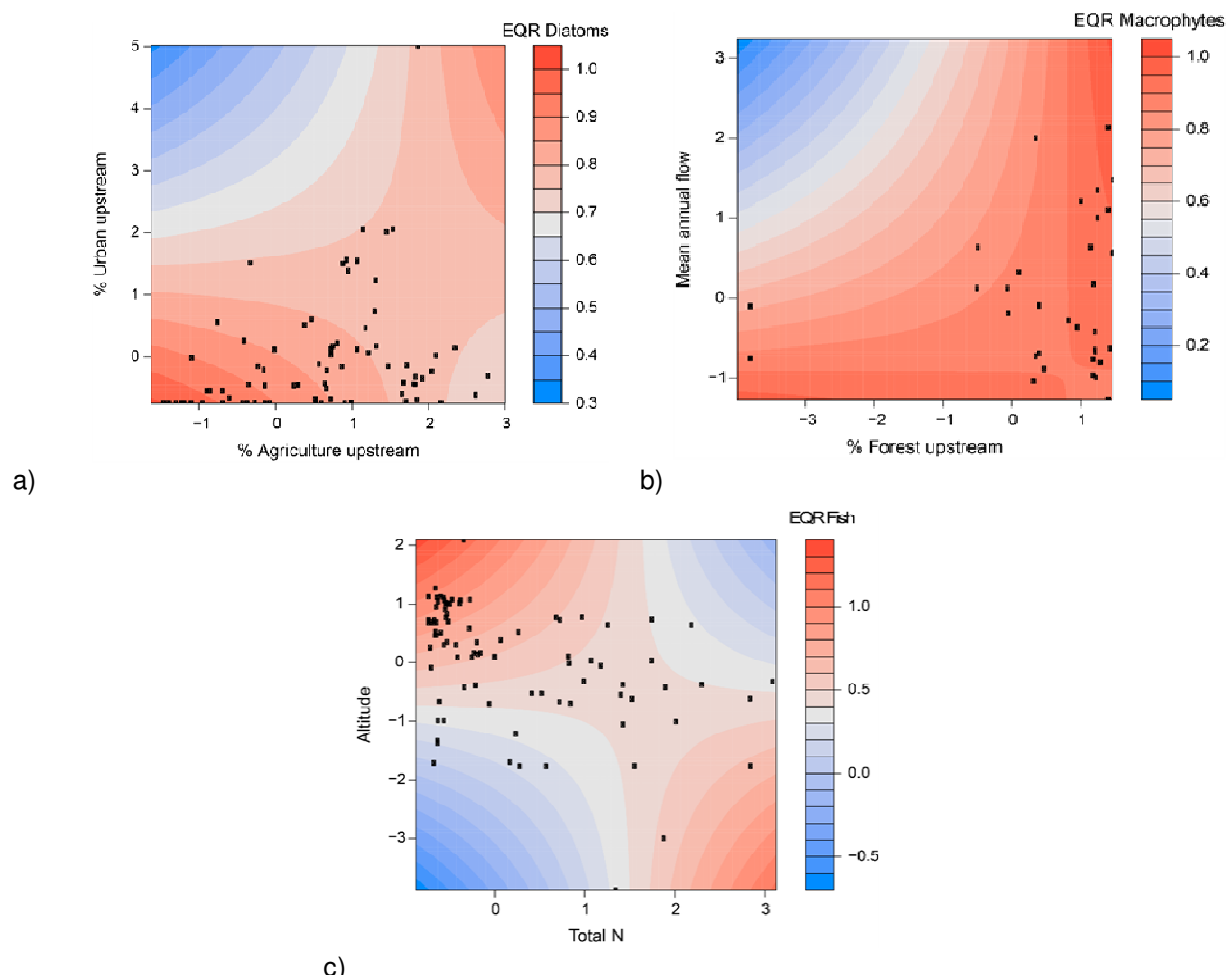 EQR Diatoms
5
4
3
2
1
0
% Urban upstream
−1 0 1 2 3
% Agriculture upstream
1.0
0.9
0.8
0.7
0.6
0.5
0.4
0.3
a)
EQR Macrophytes
3
2
1
0
−1
Mean annual flow
−3 −2 −1 0 1
% Forest upstream
1.0
0.8
0.6
0.4
0.2
b)
EQR Fish
2
1
0
−1
−2
−3
Altitude
0 1 2 3
Total N
1.0
0.5
0.0
−0.5
c)